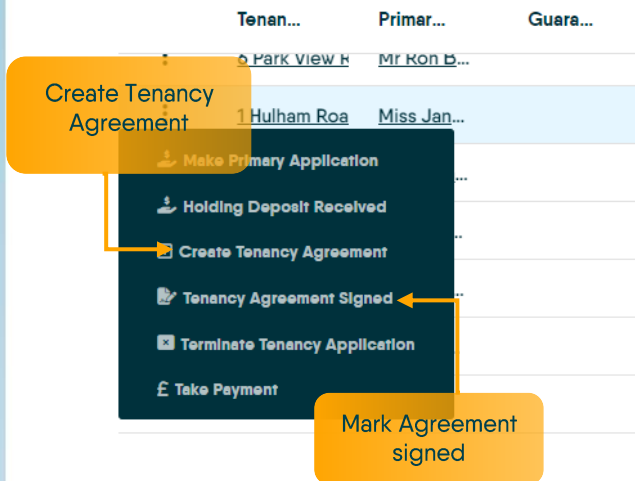 Tenan... Primar... Guara...
6 Park View R Mr Ron B...
Create Tenancy
Agreement
1 Hulham Roa Miss Jan...
Make Primary Application
...
Holding Deposit Received
..
Create Tenancy Agreement
Tenancy Agreement Signed
..
Terminate Tenancy Application
£ Take Payment
Mark Agreement
signed